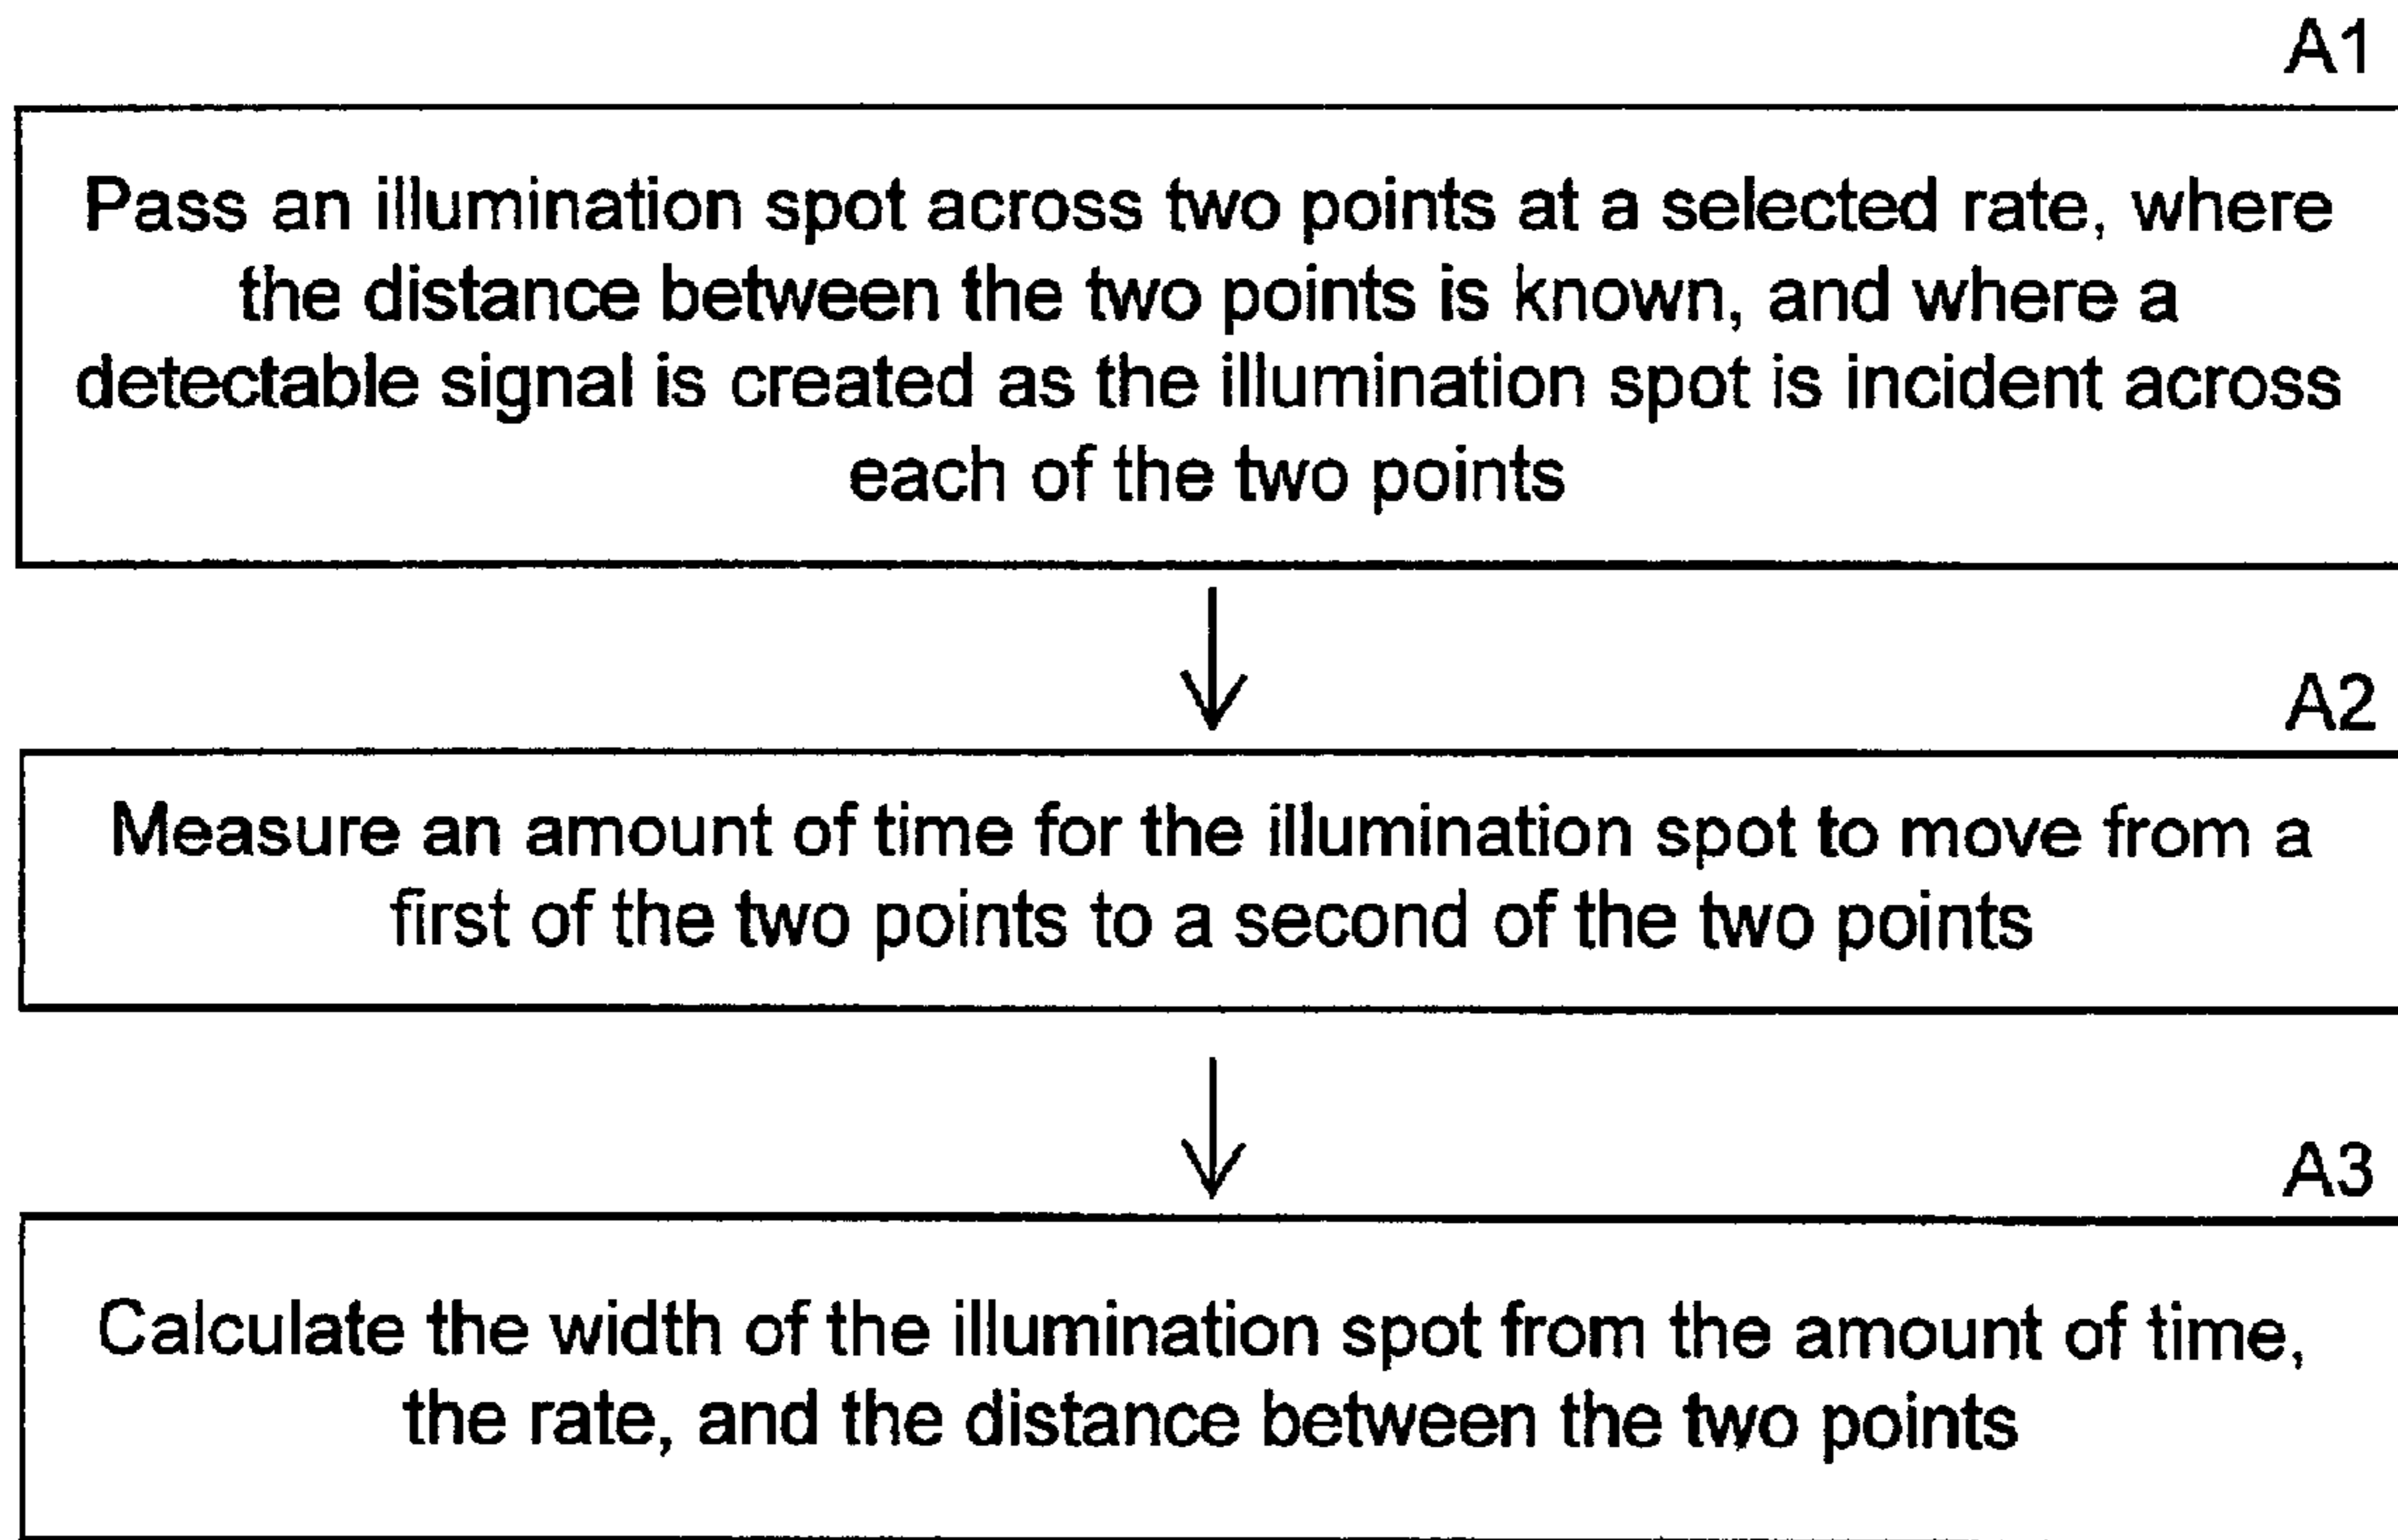 A1
Pass an illumination spot across two points at a selected rate, where
the distance between the two points is known, and where a
detectable signal is created as the illumination spot is incident across
each of the two points
A2
Measure an amount of time for the illumination spot to move from a
first of the two points to a second of the two points
A3
Calculate the width of the illumination spot from the amount of time,
the rate, and the distance between the two points